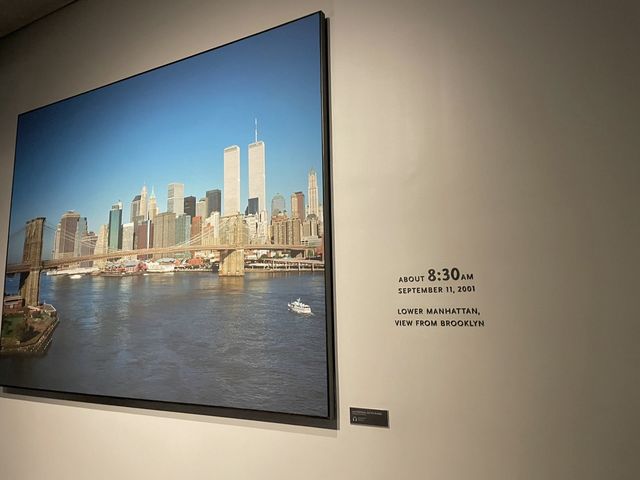 ABOUT 8:30AM
SEPTEMBER 11, 2001
LOWER MANHATTAN,
VIEW FROM BROOKLYN